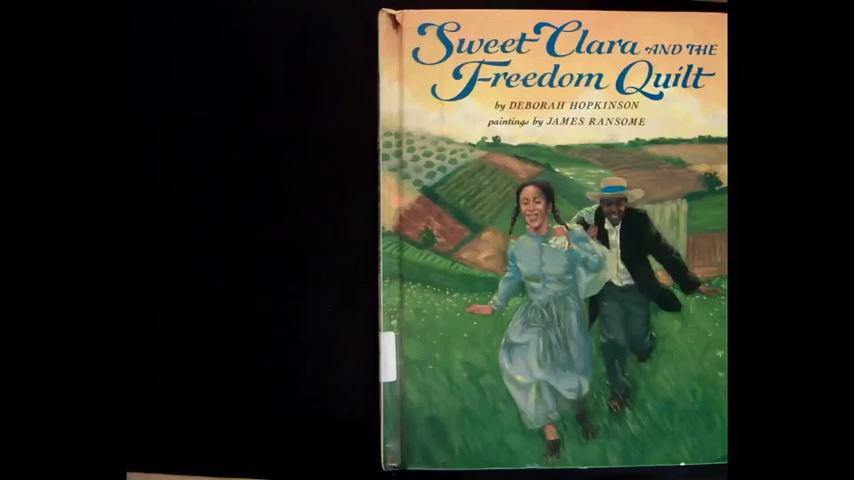 Sweet Clara AND THE
Freedom Quilt
by DEBORAH HOPKINSON
paintings by JAMES RANSOME